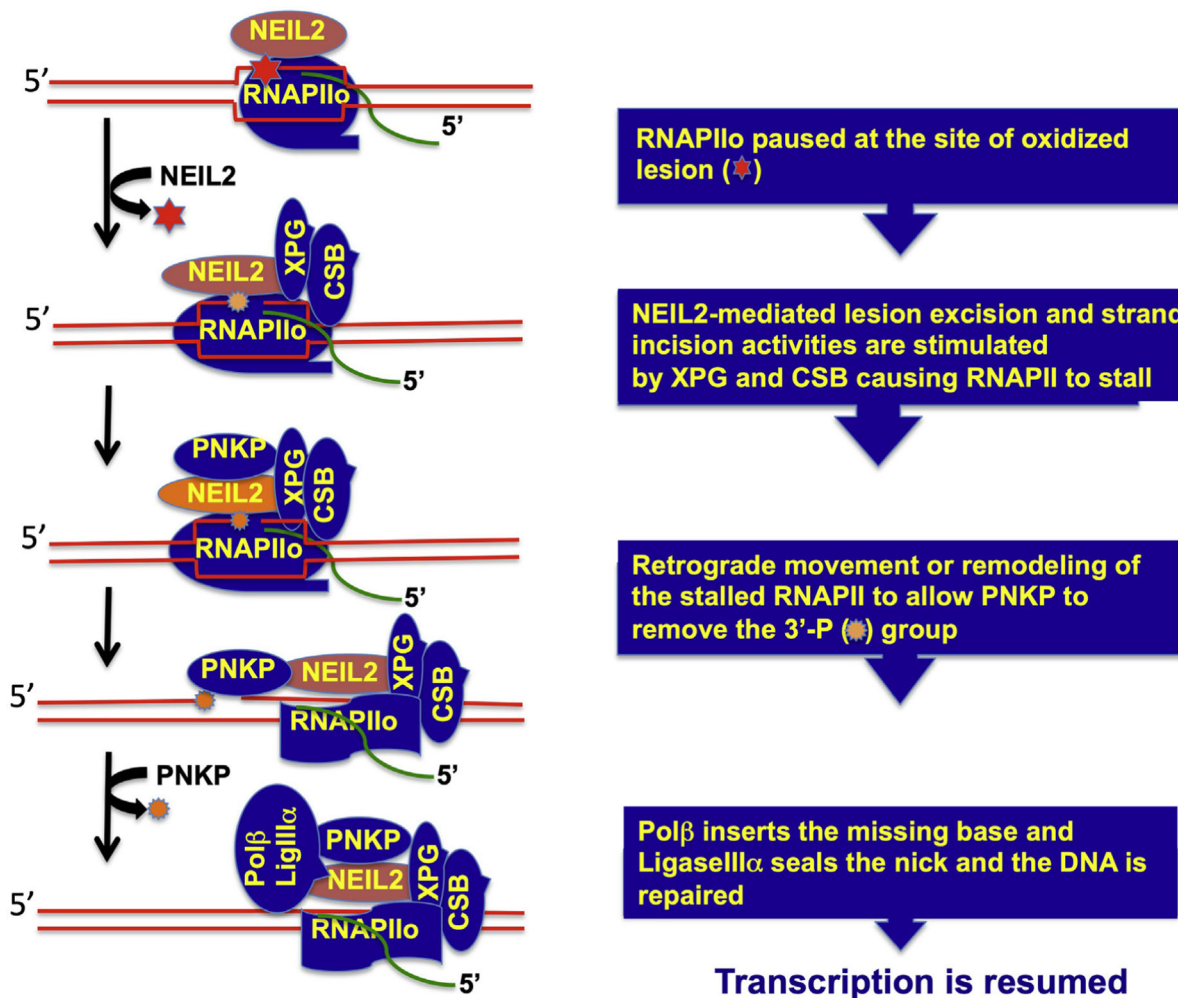 NEIL2
5’
RNAPIIo
5’
NEIL2
RNAPIIo paused at the site of oxidized
lesion ( )
XPG
CSB
NEIL2
5’
RNAPIIo
5’
NEIL2-mediated lesion excision and strand
incision activities are stimulated
by XPG and CSB causing RNAPII to stall
PNKP
XPG
CSB
NEIL2
5’
RNAPIIo
5’
Retrograde movement or remodeling of
the stalled RNAPII to allow PNKP to
remove the 3’-P ( ) group
PNKP
NEIL2
XPG
CSB
5’
RNAPIIo
5’
PNKP
Polβ
LigIIIα
PNKP
NEIL2
XPG
CSB
5’
RNAPIIo
5’
Polβ inserts the missing base and
LigaseIIIα seals the nick and the DNA is
repaired
Transcription is resumed